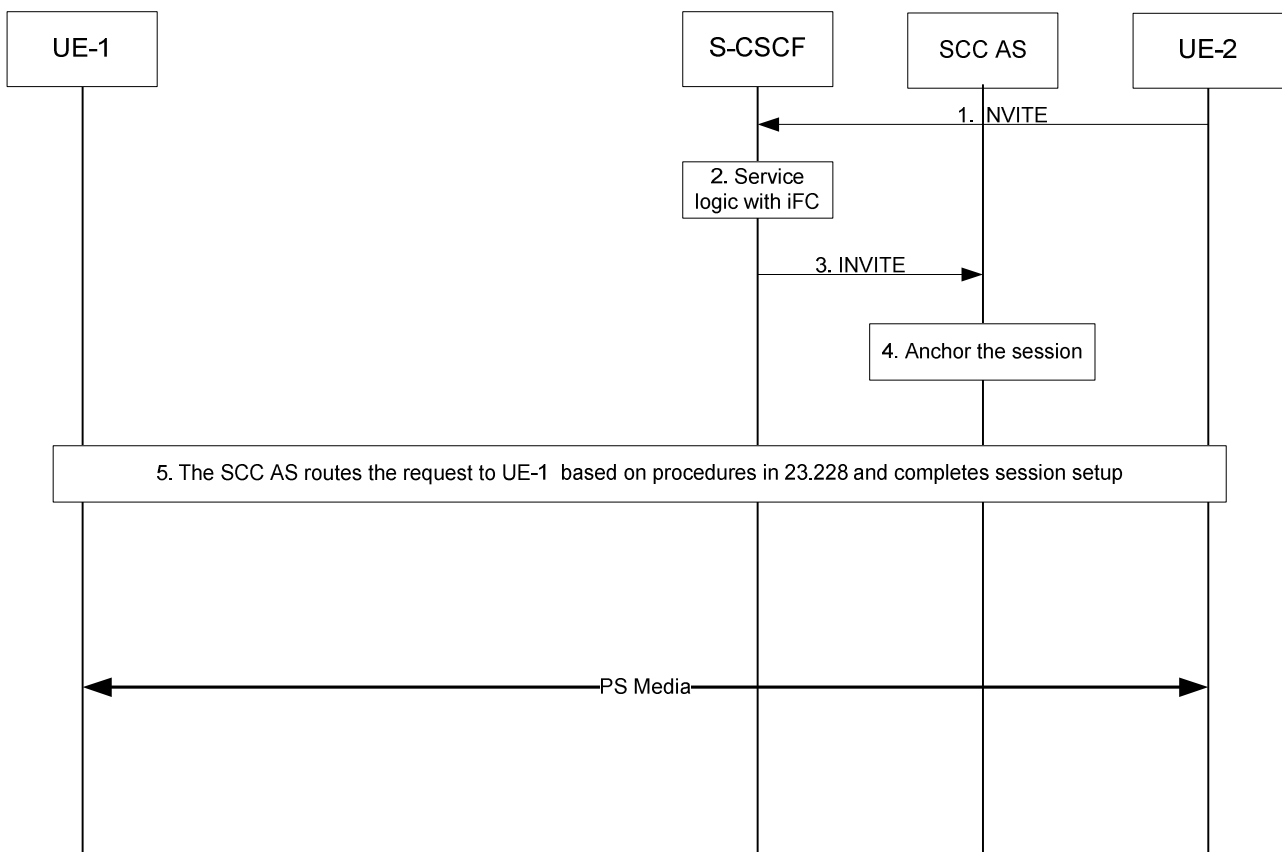 UE-1
S-CSCF
SCC AS
UE-2
1. NVITE
2. Service
logic with iFC
3. INVITE
4. Anchor the session
5. The SCC AS routes the request to UE-1 based on procedures in 23.228 and completes session setup
PS Media